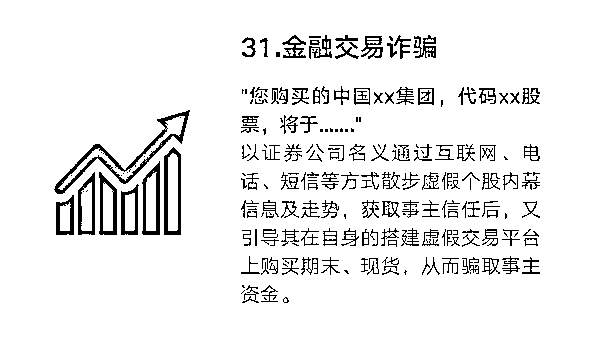 31.金融交易诈骗
"您购买的中国xx集团，代码xx股
票，将于......."
以证券公司名义通过互联网、电
话、短信等方式散步虚假个股内幕
信息及走势，获取事主信任后，又
引导其在自身的搭建虚假交易平台
上购买期末、现货，从而骗取事主
资金。